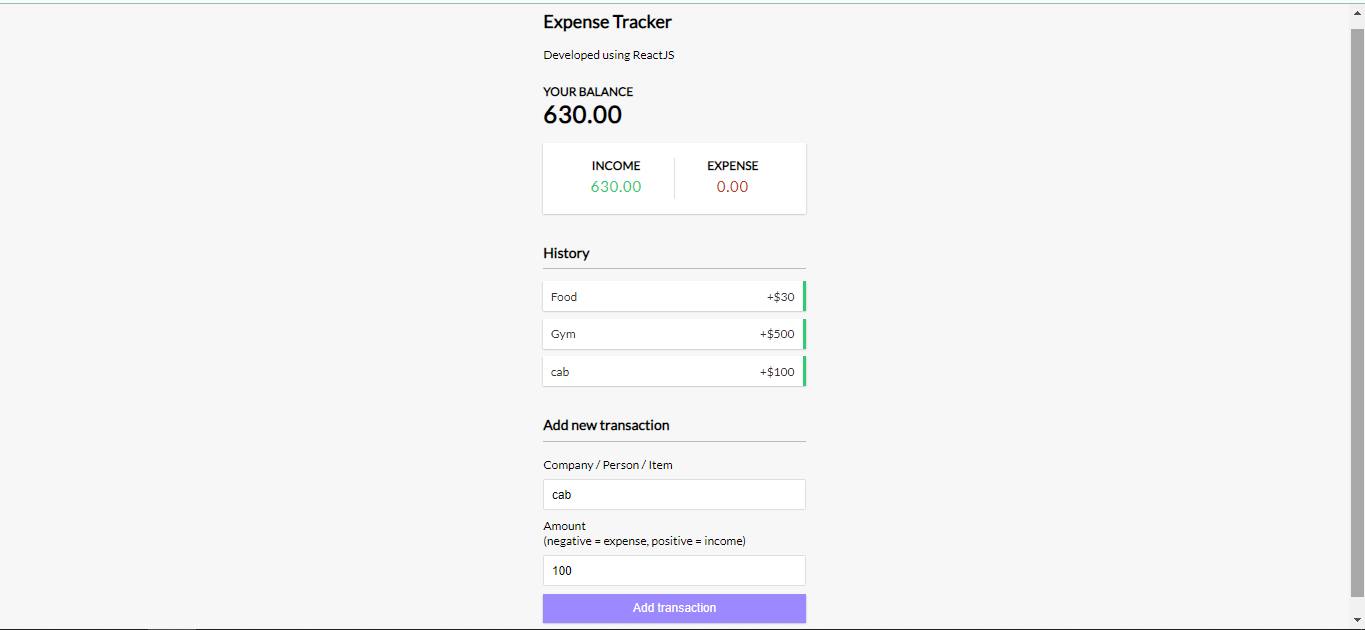 Expense Tracker
Developed using ReactJS
YOUR BALANCE
630.00
INCOME EXPENSE
630.00 0.00
History
Food +$30
Gym +$500
cab +$100
Add new transaction
Company / Person / Item
cab
Amount
(negative = expense, positive = income)
100
Add transaction